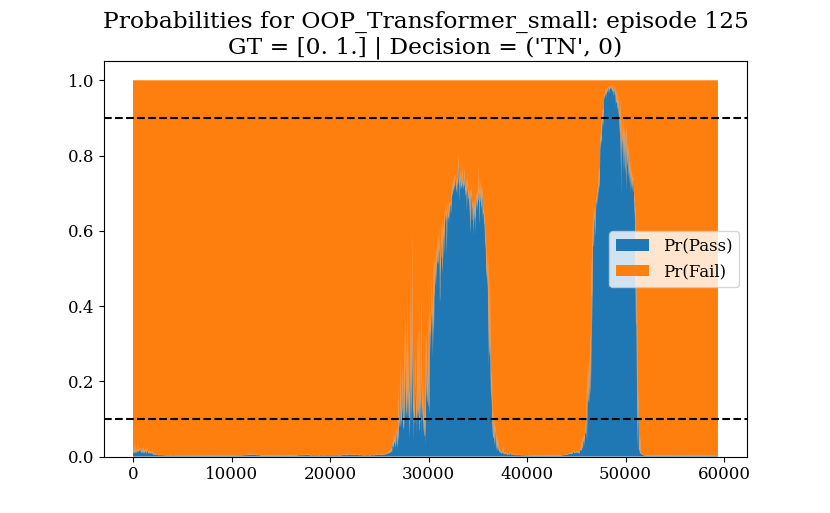 Probabilities for OOP_Transformer_small: episode 125
GT = [0. 1.] | Decision = ('TN', 0)
1.0
0.8
0.6
0.4
0.2
0.0
Pr(Pass)
Pr(Fail)
0 10000 20000 30000 40000 50000 60000